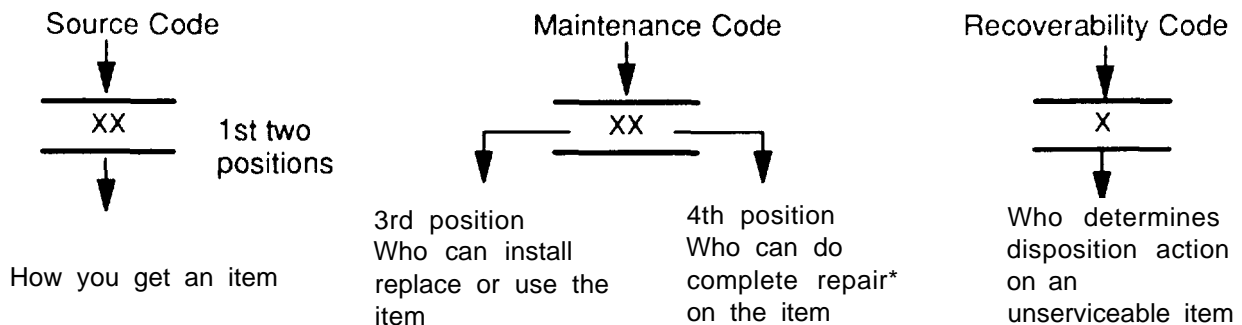 Source Code
XX
1st two
positions
How you get an item
Maintenance Code
XX
3rd position
Who can install
replace or use the
item
4th position
Who can do
complete repair*
on the item
Recoverability Code
X
Who determines
disposition action
on an
unserviceable item